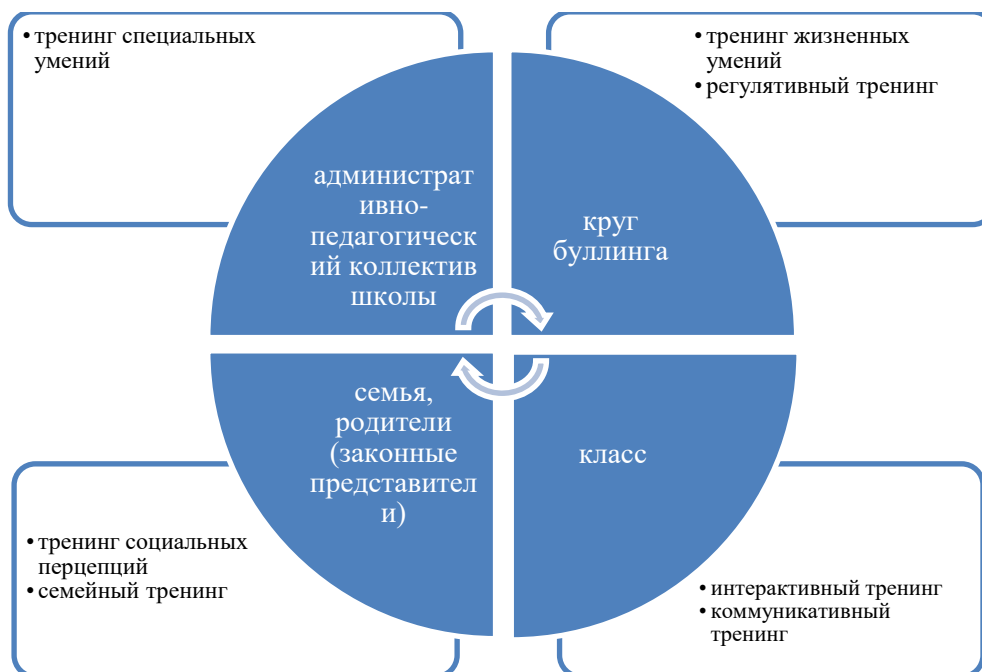 • тренинг специальных
умений
• тренинг жизненных
умений
• регулятивный тренинг
администрат
ивно-
педагогическ
ий коллектив
школы
круг
буллинга
семья,
родители
(законные
представител
и)
класс
• тренинг социальных
перцепций
• семейный тренинг
• интерактивный тренинг
• коммуникативный
тренинг